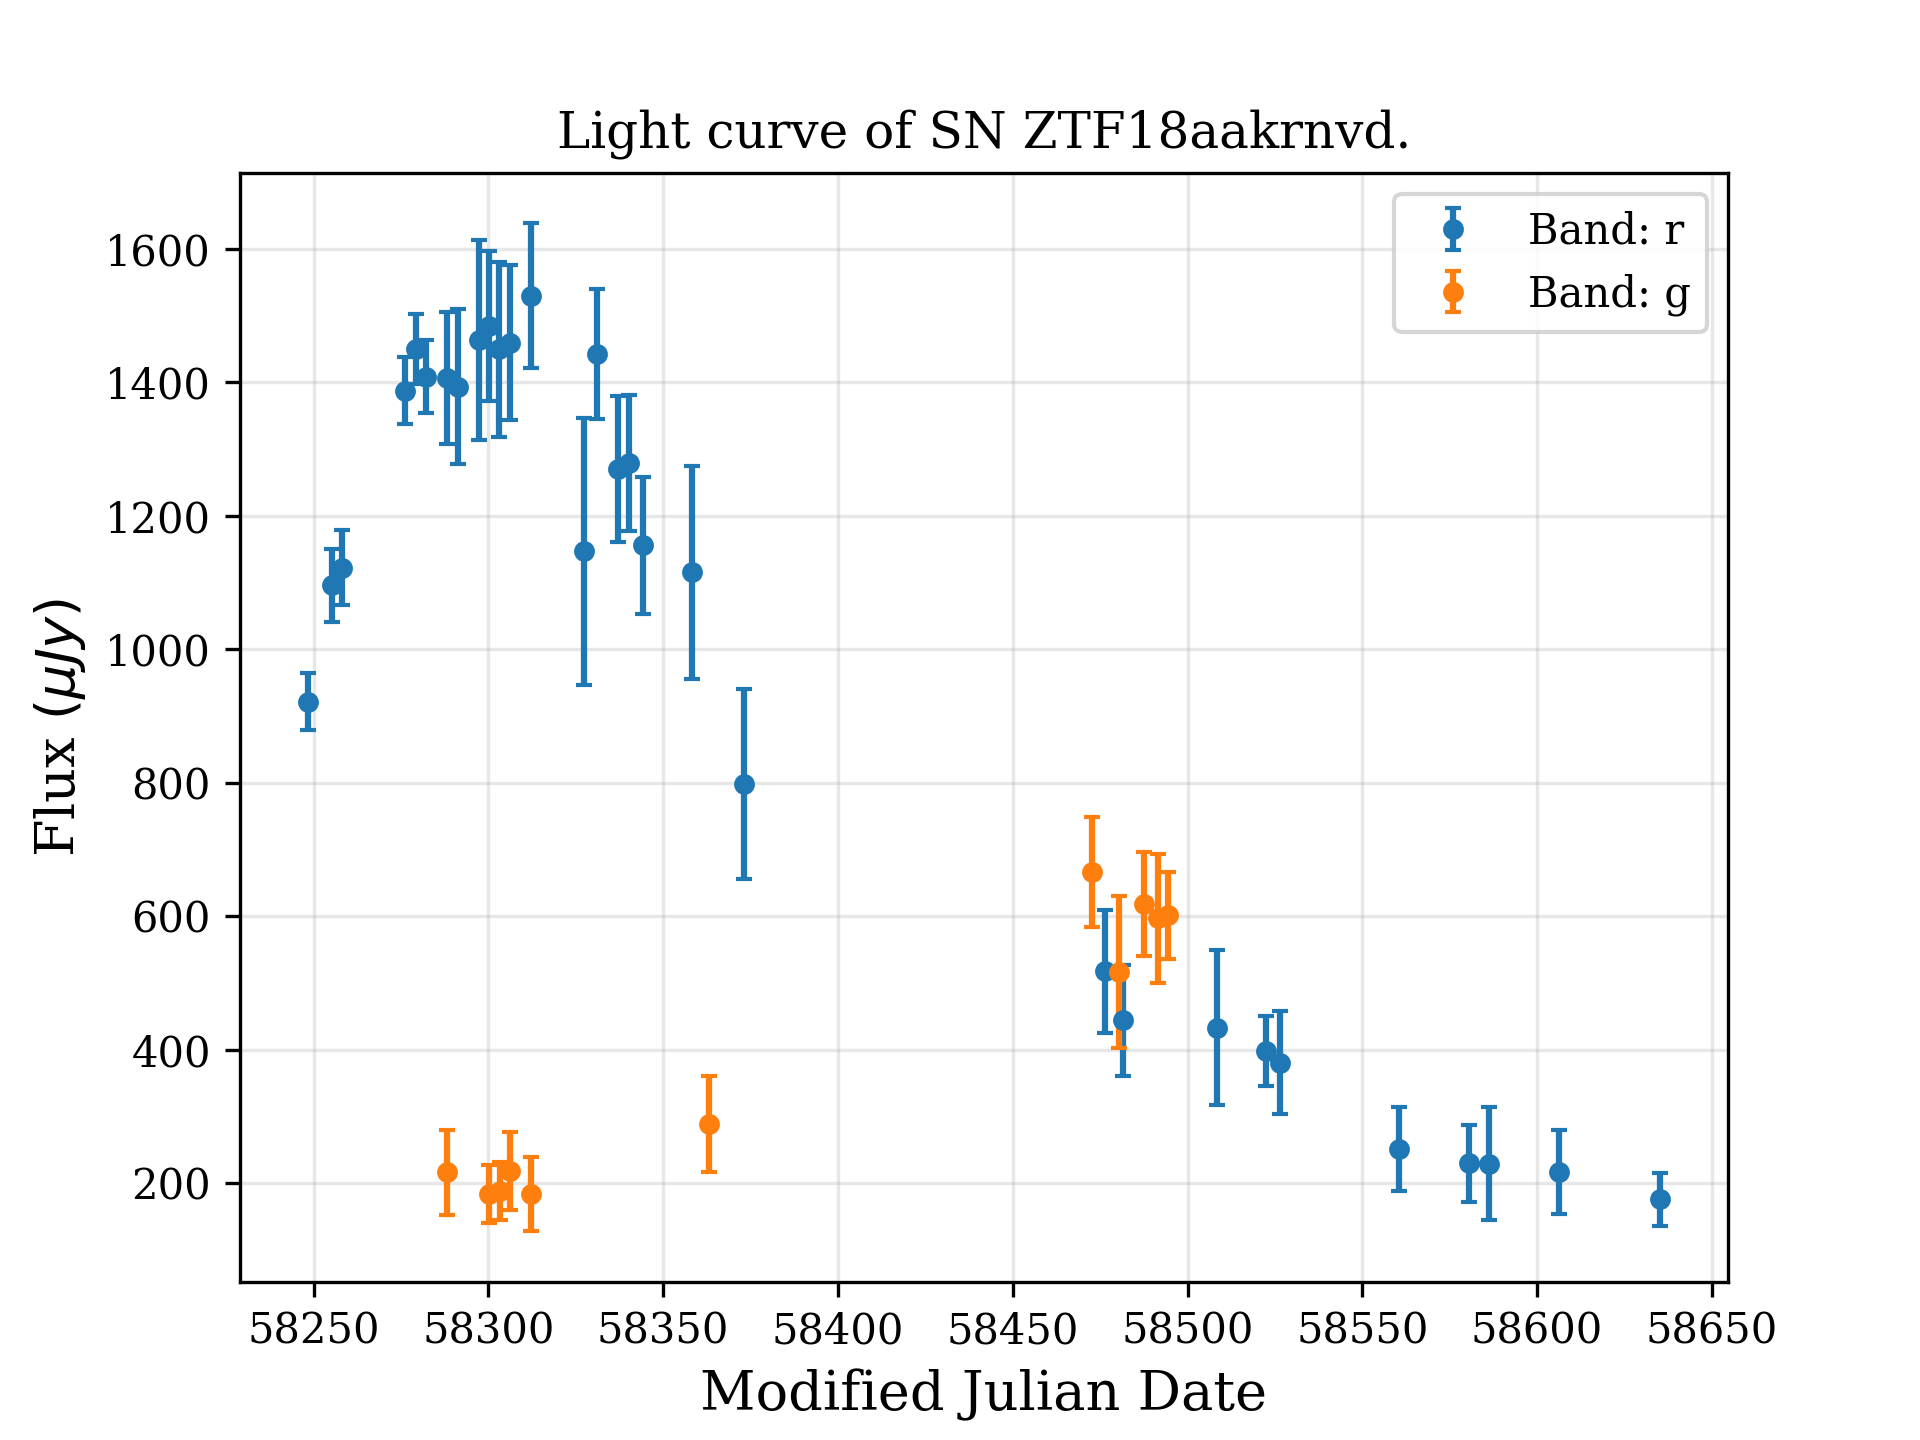 Light curve of SN ZTF18aakrnvd.
Band: r
Band: g
1600
1400
1200
1000
800
600
400
200
Flux (μJy)
58250 58300 58350 58400 58450 58500 58550 58600 58650
Modified Julian Date